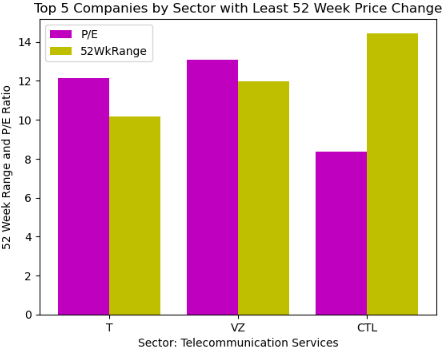 Top 5 Companies by Sector with Least 52 Week Price Change
P/E
52WkRange
52 Week Range and P/E Ratio
14
12
10
8
6
4
2
0
T VZ CTL
Sector: Telecommunication Services